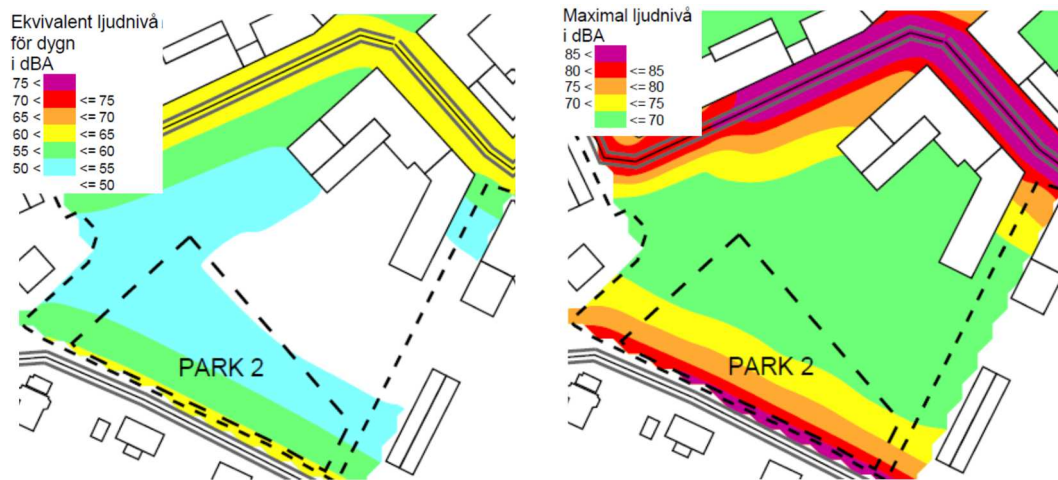 Ekvivalent ljudnivå
för dygn
i dBA
75 <
70 < <= 75
65 < <= 70
60 < <= 65
55 < <= 60
50 < <= 55
<= 50
PARK 2
Maximal ljudnivå
i dBA
85 <
80 < <= 85
75 < <= 80
70 < <= 75
<= 70
PARK 2